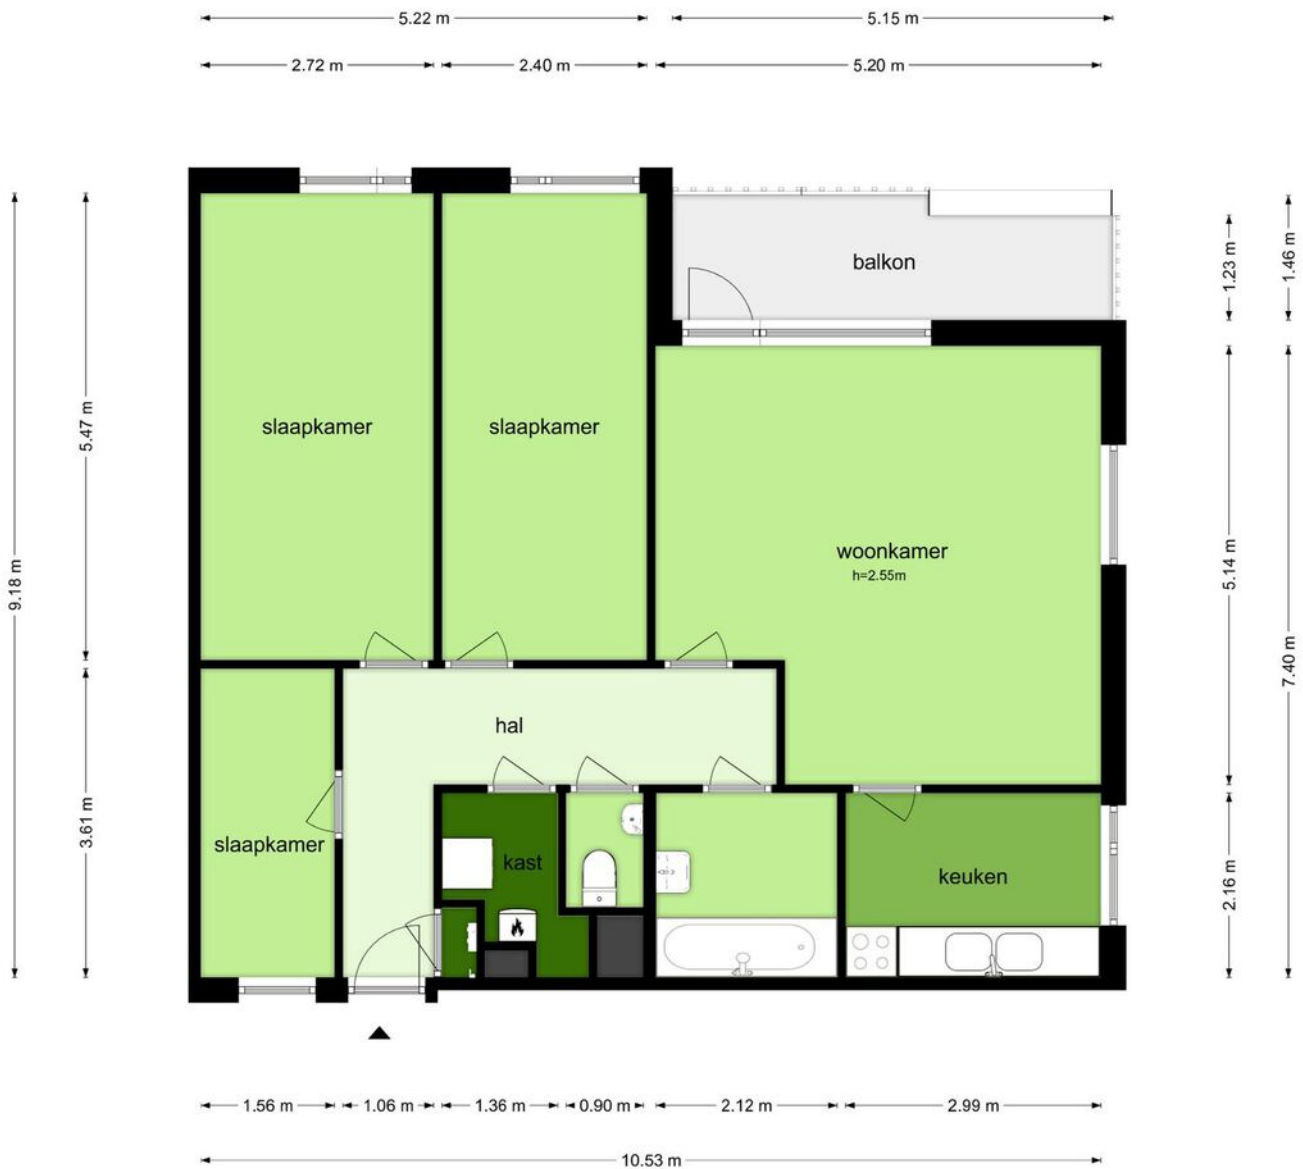 5.22 m
5.15 m
2.72 m
2.40 m
5.20 m
balkon
1.23 m
1.46 m
slaapkamer
slaapkamer
5.47 m
woonkamer
h=2.55m
5.14 m
9.18 m
7.40 m
hal
slaapkamer
kast
keuken
3.61 m
2.16 m
1.56 m
1.06 m
1.36 m
0.90 m
2.12 m
2.99 m
10.53 m